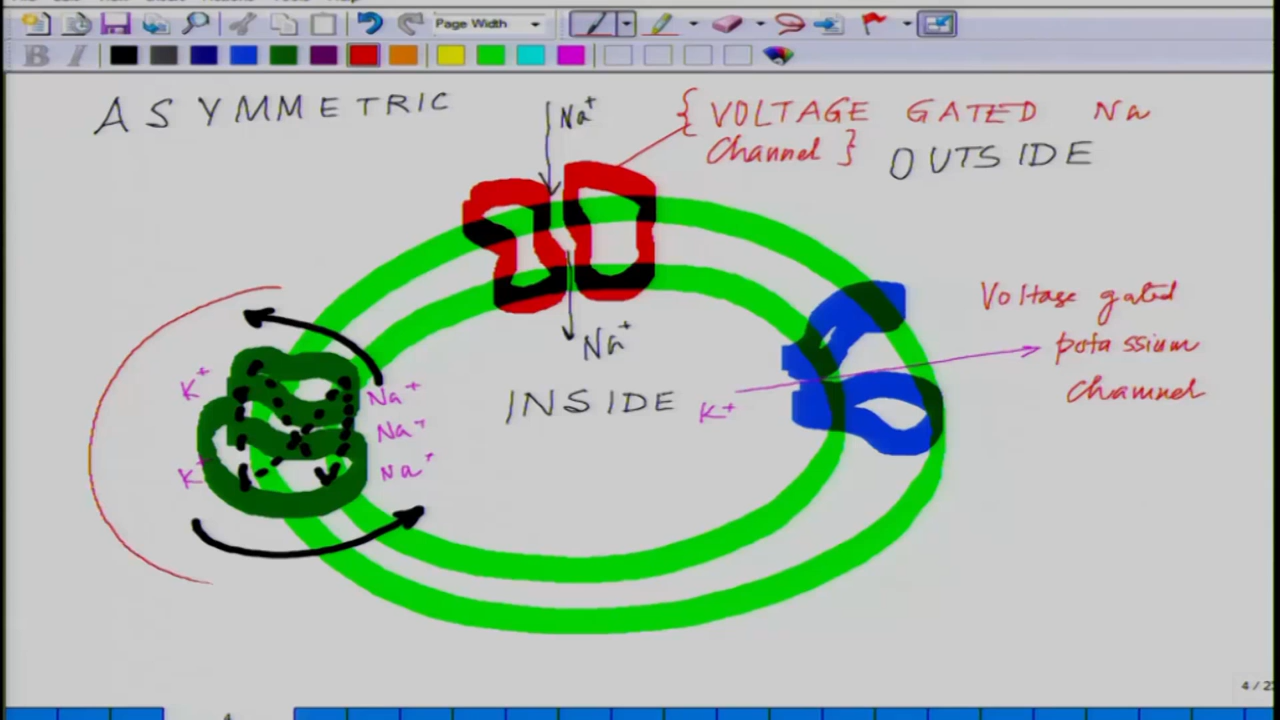 Page Width
ASYMMETRIC
Na⁺
{ VOLTAGE GATED Na
Channel }
OUTSIDE
Na⁺
INSIDE
K⁺
K⁺
Na⁺
Na⁺
Na⁺
K⁺
Voltage gated
potassium
Channel
4 / 2
4